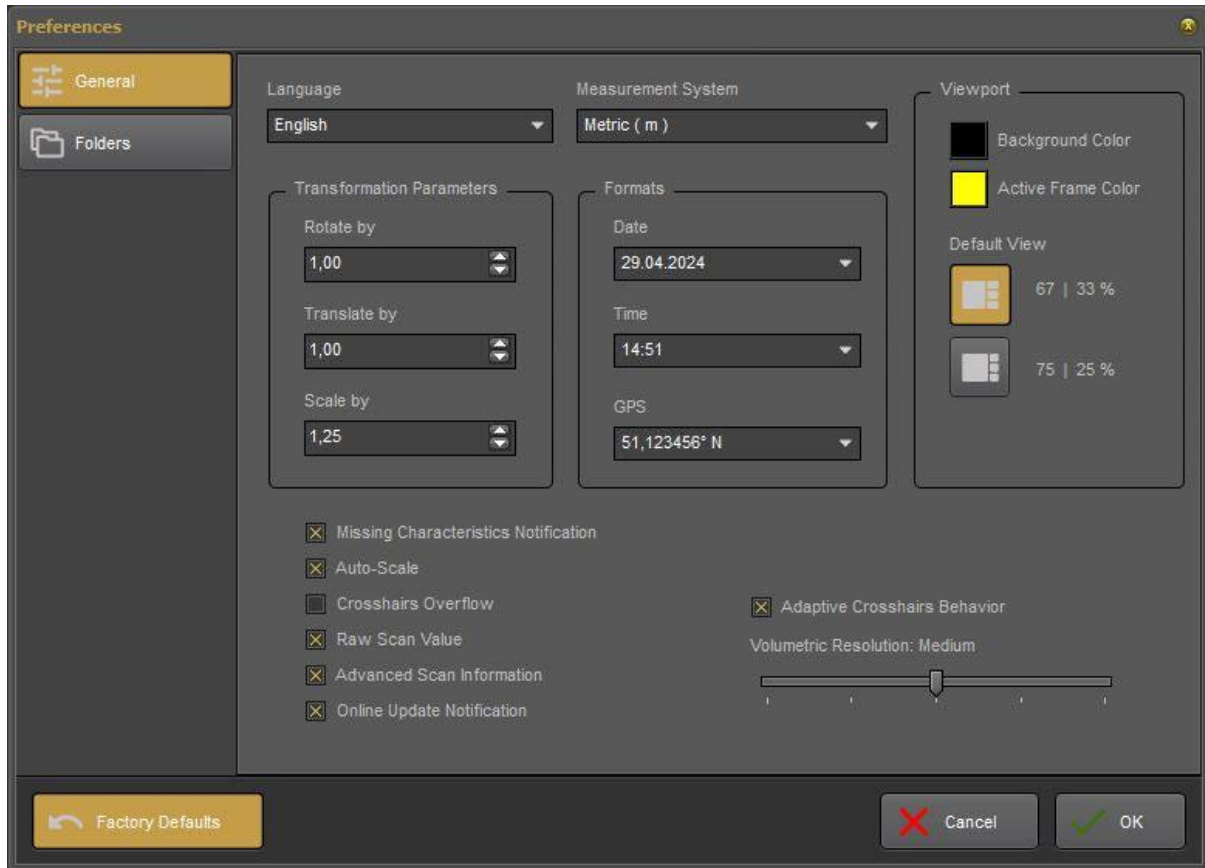 Preferences
General
Folders
Language
English
Measurement System
Metric ( m )
Transformation Parameters
Rotate by
1,00
Translate by
1,00
Scale by
1,25
Formats
Date
29.04.2024
Time
14:51
GPS
51,123456° N
Viewport
Background Color
Active Frame Color
Default View
67 | 33 %
75 | 25 %
Missing Characteristics Notification
Auto-Scale
Crosshairs Overflow
Raw Scan Value
Advanced Scan Information
Online Update Notification
Adaptive Crosshairs Behavior
Volumetric Resolution: Medium
Factory Defaults
Cancel
OK